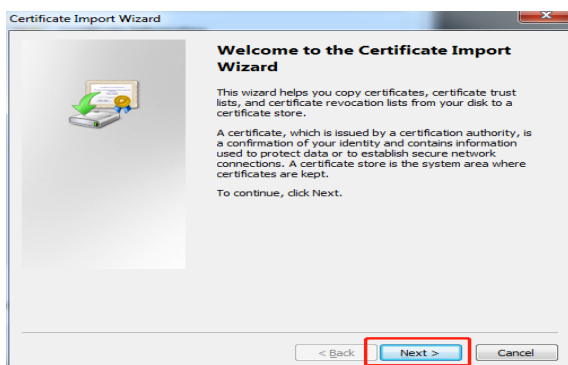 Certificate Import Wizard
Welcome to the Certificate Import
Wizard
This wizard helps you copy certificates, certificate trust
lists, and certificate revocation lists from your disk to a
certificate store.
A certificate, which is issued by a certification authority, is
a confirmation of your identity and contains information
used to protect data or to establish secure network
connections. A certificate store is the system area where
certificates are kept.
To continue, click Next.
< Back Next > Cancel